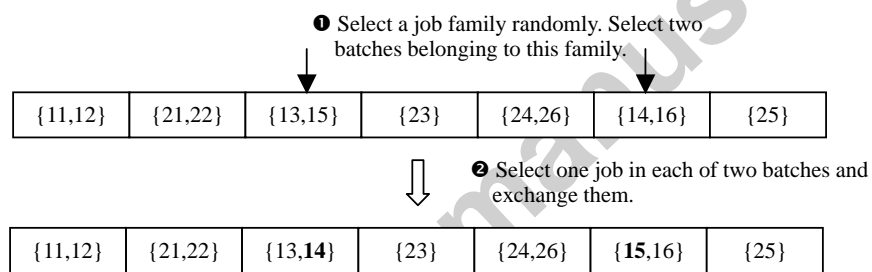 ❶ Select a job family randomly. Select two
batches belonging to this family.
{11,12} {21,22} {13,15} {23} {24,26} {14,16} {25}
❷ Select one job in each of two batches and
exchange them.
{11,12} {21,22} {13,14} {23} {24,26} {15,16} {25}
manus